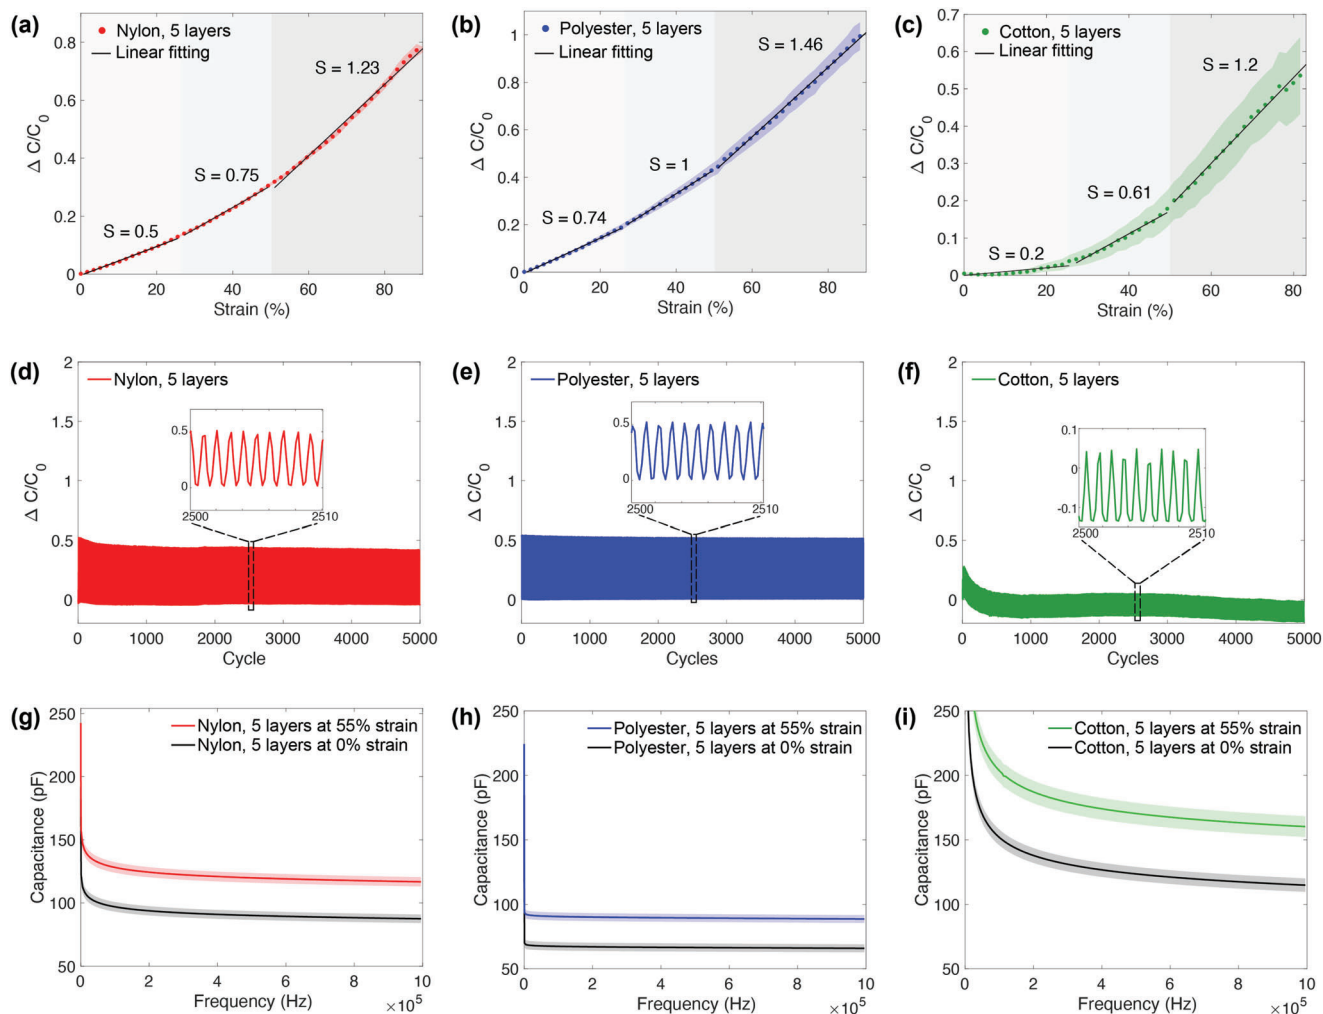 (a)
Nylon, 5 layers
Linear fitting
S = 0.5
S = 0.75
S = 1.23
0.8
0.6
0.4
0.2
0
0 20 40 60 80
Δ C/C0
Strain (%)
(b)
Polyester, 5 layers
Linear fitting
S = 0.74
S = 1
S = 1.46
1
0.8
0.6
0.4
0.2
0
0 20 40 60 80
Δ C/C0
Strain (%)
(c)
Cotton, 5 layers
Linear fitting
S = 0.2
S = 0.61
S = 1.2
0.7
0.6
0.5
0.4
0.3
0.2
0.1
0
0 20 40 60 80
Δ C/C0
Strain (%)
(d)
Nylon, 5 layers
2
1.5
1
0.5
0
0.5
0
2500 2510
0 1000 2000 3000 4000 5000
Δ C/C0
Cycle
(e)
Polyester, 5 layers
2
1.5
1
0.5
0
0.5
0
2500 2510
0 1000 2000 3000 4000 5000
Δ C/C0
Cycles
(f)
Cotton, 5 layers
2
1.5
1
0.5
0
0.1
0
-0.1
2500 2510
0 1000 2000 3000 4000 5000
Δ C/C0
Cycles
(g)
Nylon, 5 layers at 55% strain
Nylon, 5 layers at 0% strain
250
200
150
100
50
0 2 4 6 8 10
Capacitance (pF)
Frequency (Hz)
×10^5
(h)
Polyester, 5 layers at 55% strain
Polyester, 5 layers at 0% strain
250
200
150
100
50
0 2 4 6 8 10
Capacitance (pF)
Frequency (Hz)
×10^5
(i)
Cotton, 5 layers at 55% strain
Cotton, 5 layers at 0% strain
250
200
150
100
50
0 2 4 6 8 10
Capacitance (pF)
Frequency (Hz)
×10^5